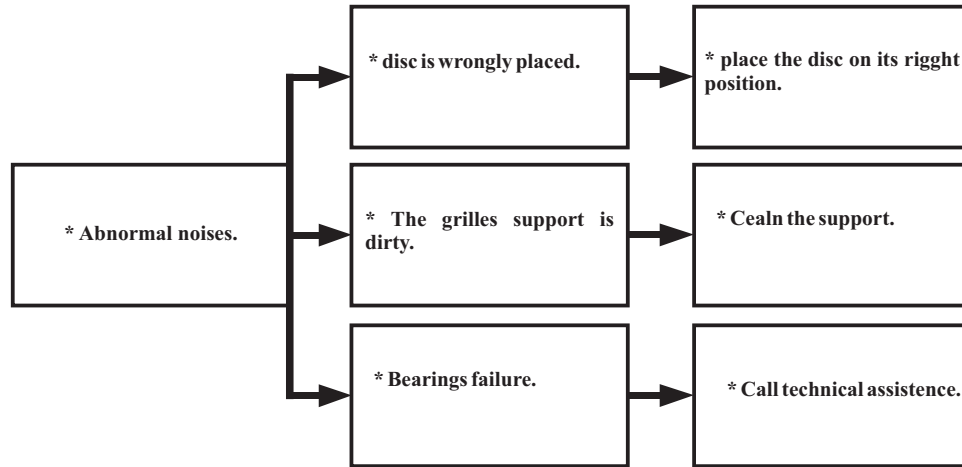 * disc is wrongly placed.
* place the disc on its rigght
position.
* Abnormal noises.
* The grilles support is
dirty.
* Cealn the support.
* Bearings failure.
* Call technical assistence.